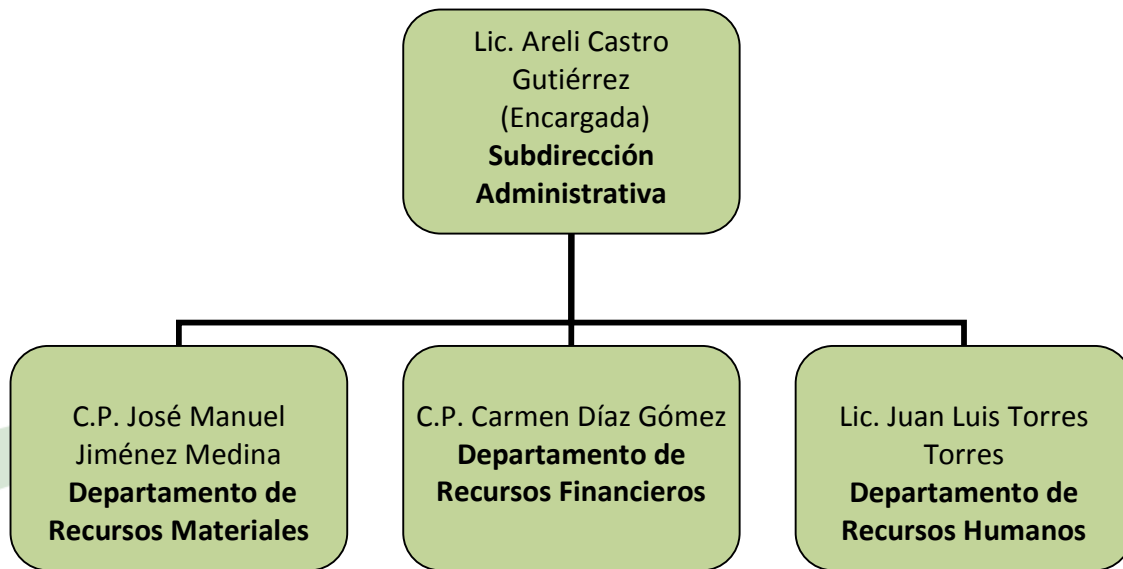 Lic. Areli Castro
Gutiérrez
(Encargada)
Subdirección
Administrativa
C.P. José Manuel
Jiménez Medina
Departamento de
Recursos Materiales
C.P. Carmen Díaz Gómez
Departamento de
Recursos Financieros
Lic. Juan Luis Torres
Torres
Departamento de
Recursos Humanos